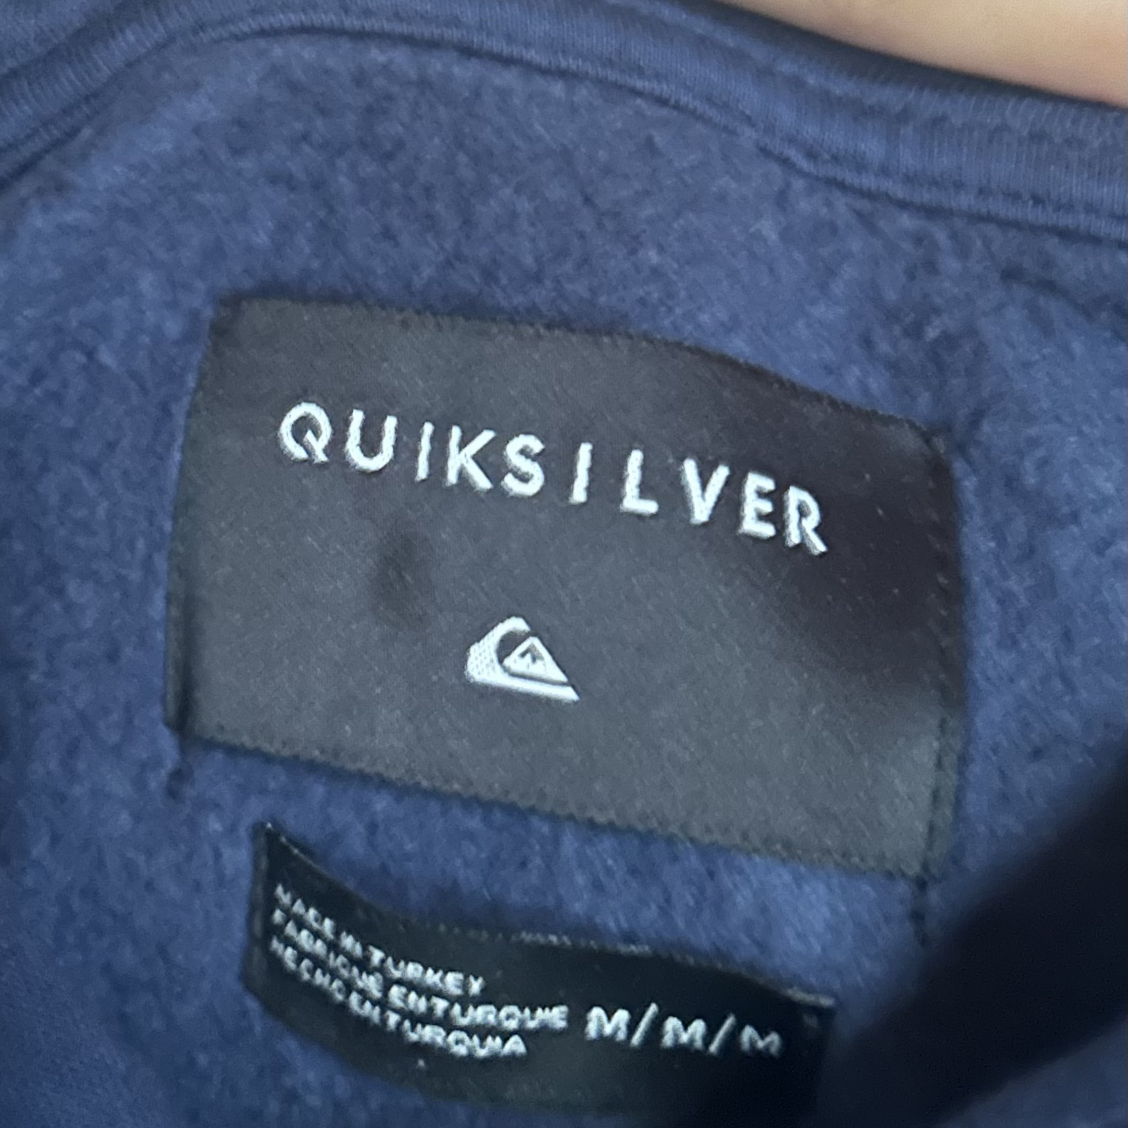 QUIKSILVER
MADE IN TURKEY
FABRIQUÉ EN TURQUIE
HECHO EN TURQUIA
M/M/M